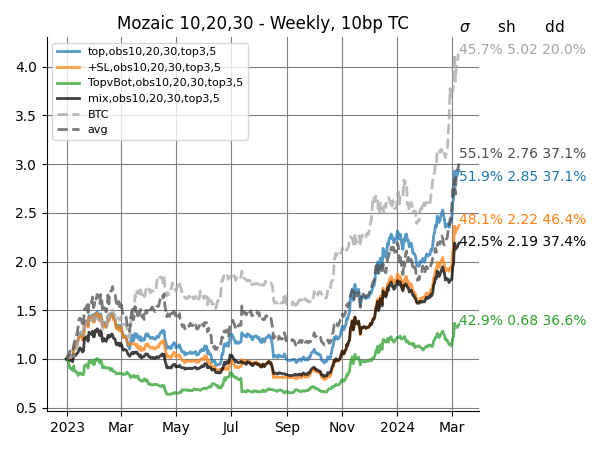 Mozaic 10,20,30 - Weekly, 10bp TC
σ sh dd
top,obs10,20,30,top3,5
+SL,obs10,20,30,top3,5
TopvBot,obs10,20,30,top3,5
mix,obs10,20,30,top3,5
BTC
avg
45.7% 5.02 20.0%
55.1% 2.76 37.1%
51.9% 2.85 37.1%
48.1% 2.22 46.4%
42.5% 2.19 37.4%
42.9% 0.68 36.6%
4.0
3.5
3.0
2.5
2.0
1.5
1.0
0.5
2023 Mar May Jul Sep Nov 2024 Mar